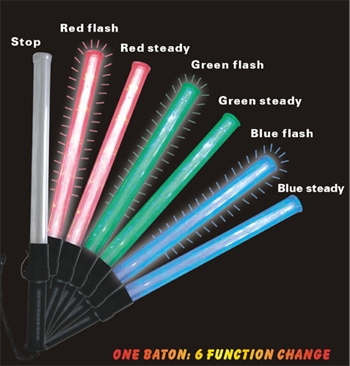 Stop
Red flash
Red steady
Green flash
Green steady
Blue flash
Blue steady
ONE BATON: 6 FUNCTION CHANGE